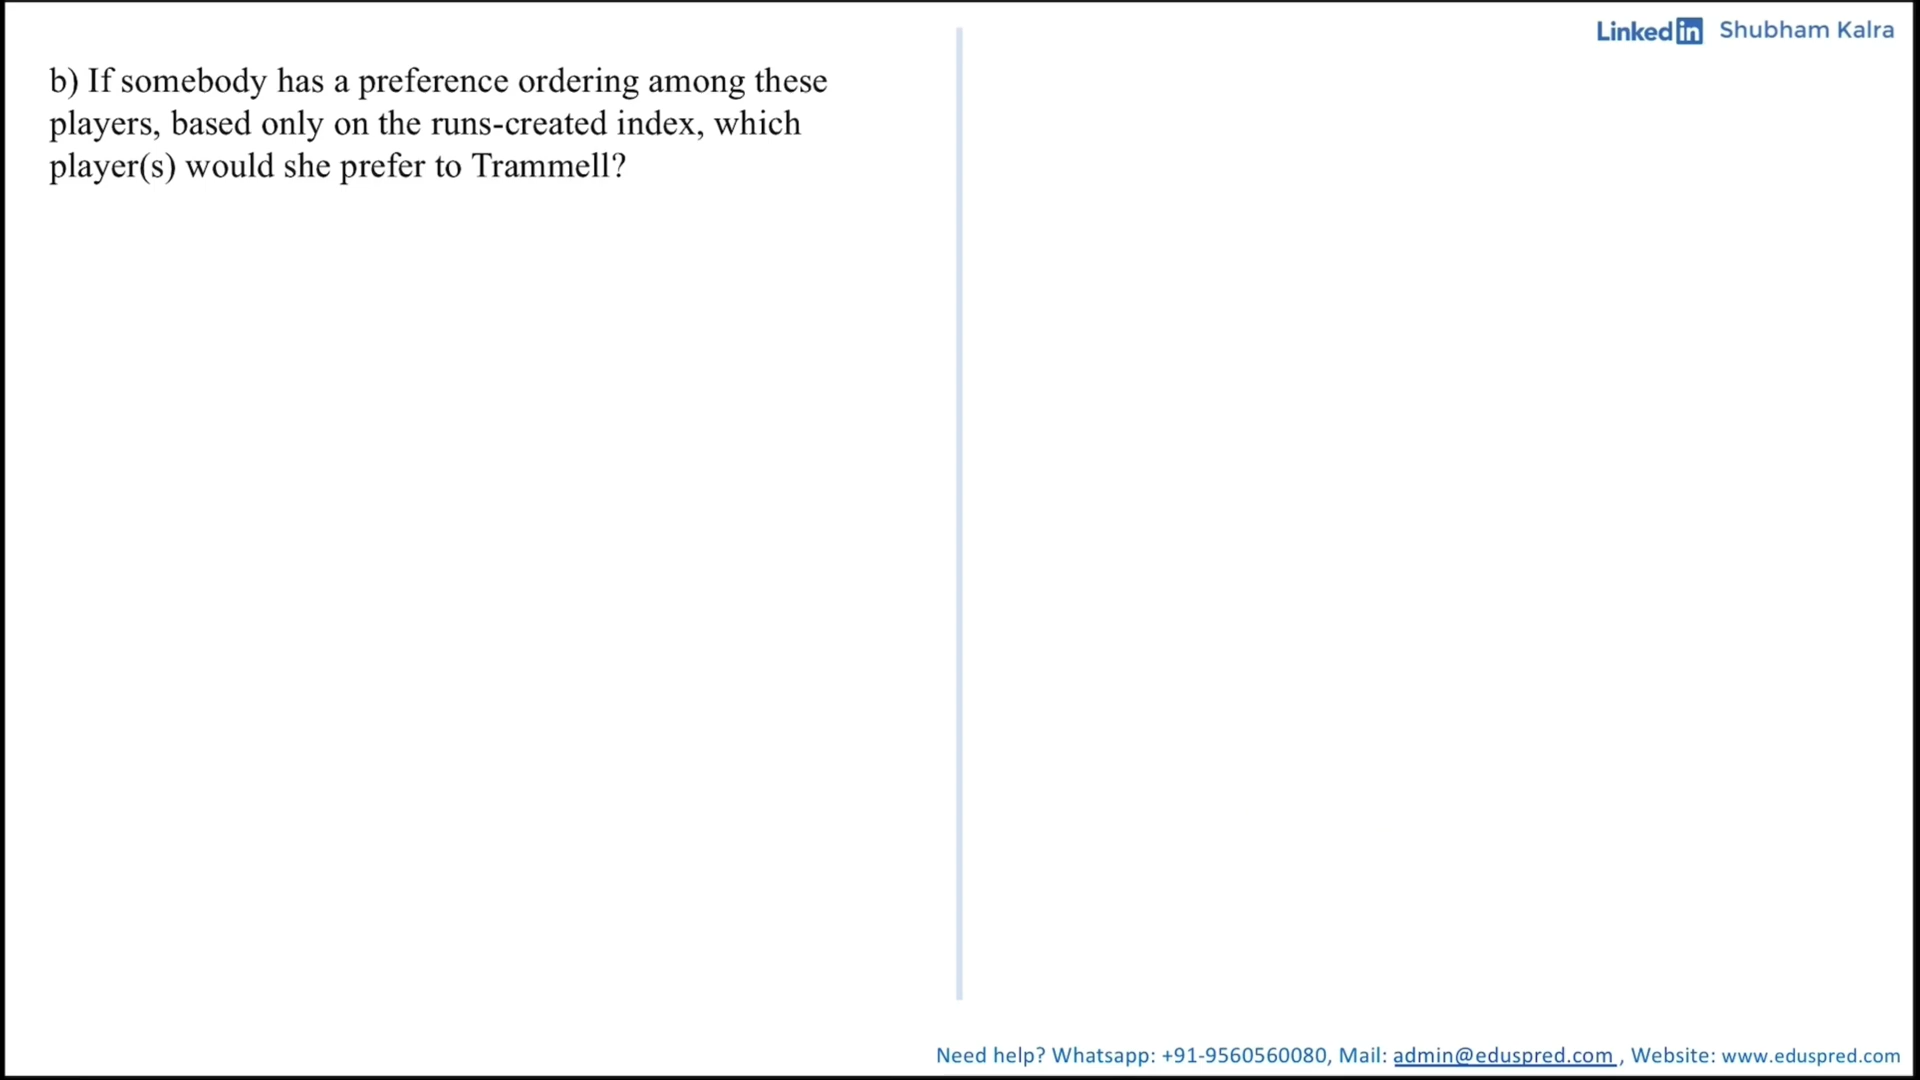 Linked in Shubham Kalra
b) If somebody has a preference ordering among these
players, based only on the runs-created index, which
player(s) would she prefer to Trammell?
Need help? Whatsapp: +91-9560560080, Mail: admin@eduspred.com , Website: www.eduspred.com